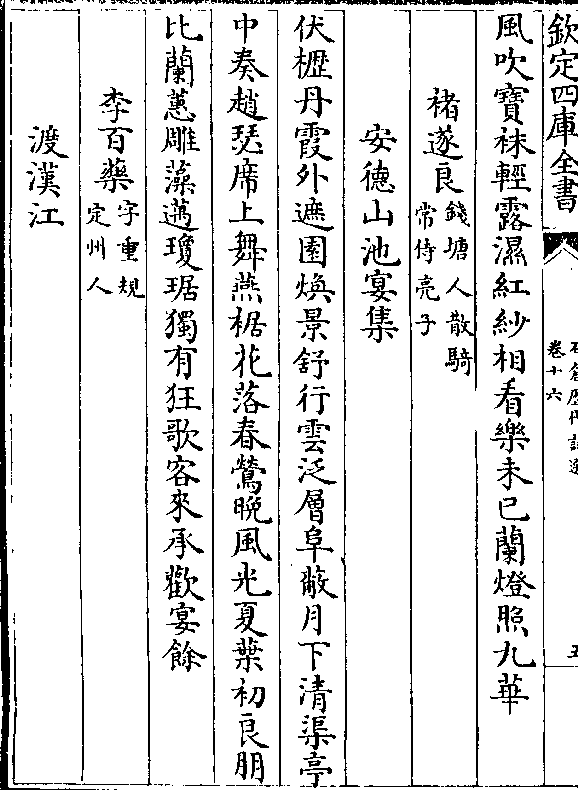 欽定四庫全書
卷十六
風吹寶袜輕露濕紅紗相看樂未已蘭燈照九華
褚遂良錢塘人散騎常侍亮子
安德山池宴集
伏櫪丹霞外遮園煥景舒行雲泛層阜蔽月下清渠亭
中奏趙瑟席上舞燕裾花落春鶯晚風光夏葉初良朋
比蘭蕙雕藻邁瓊琚獨有狂歌客來承歡宴餘
李百藥字重規定州人
渡漢江